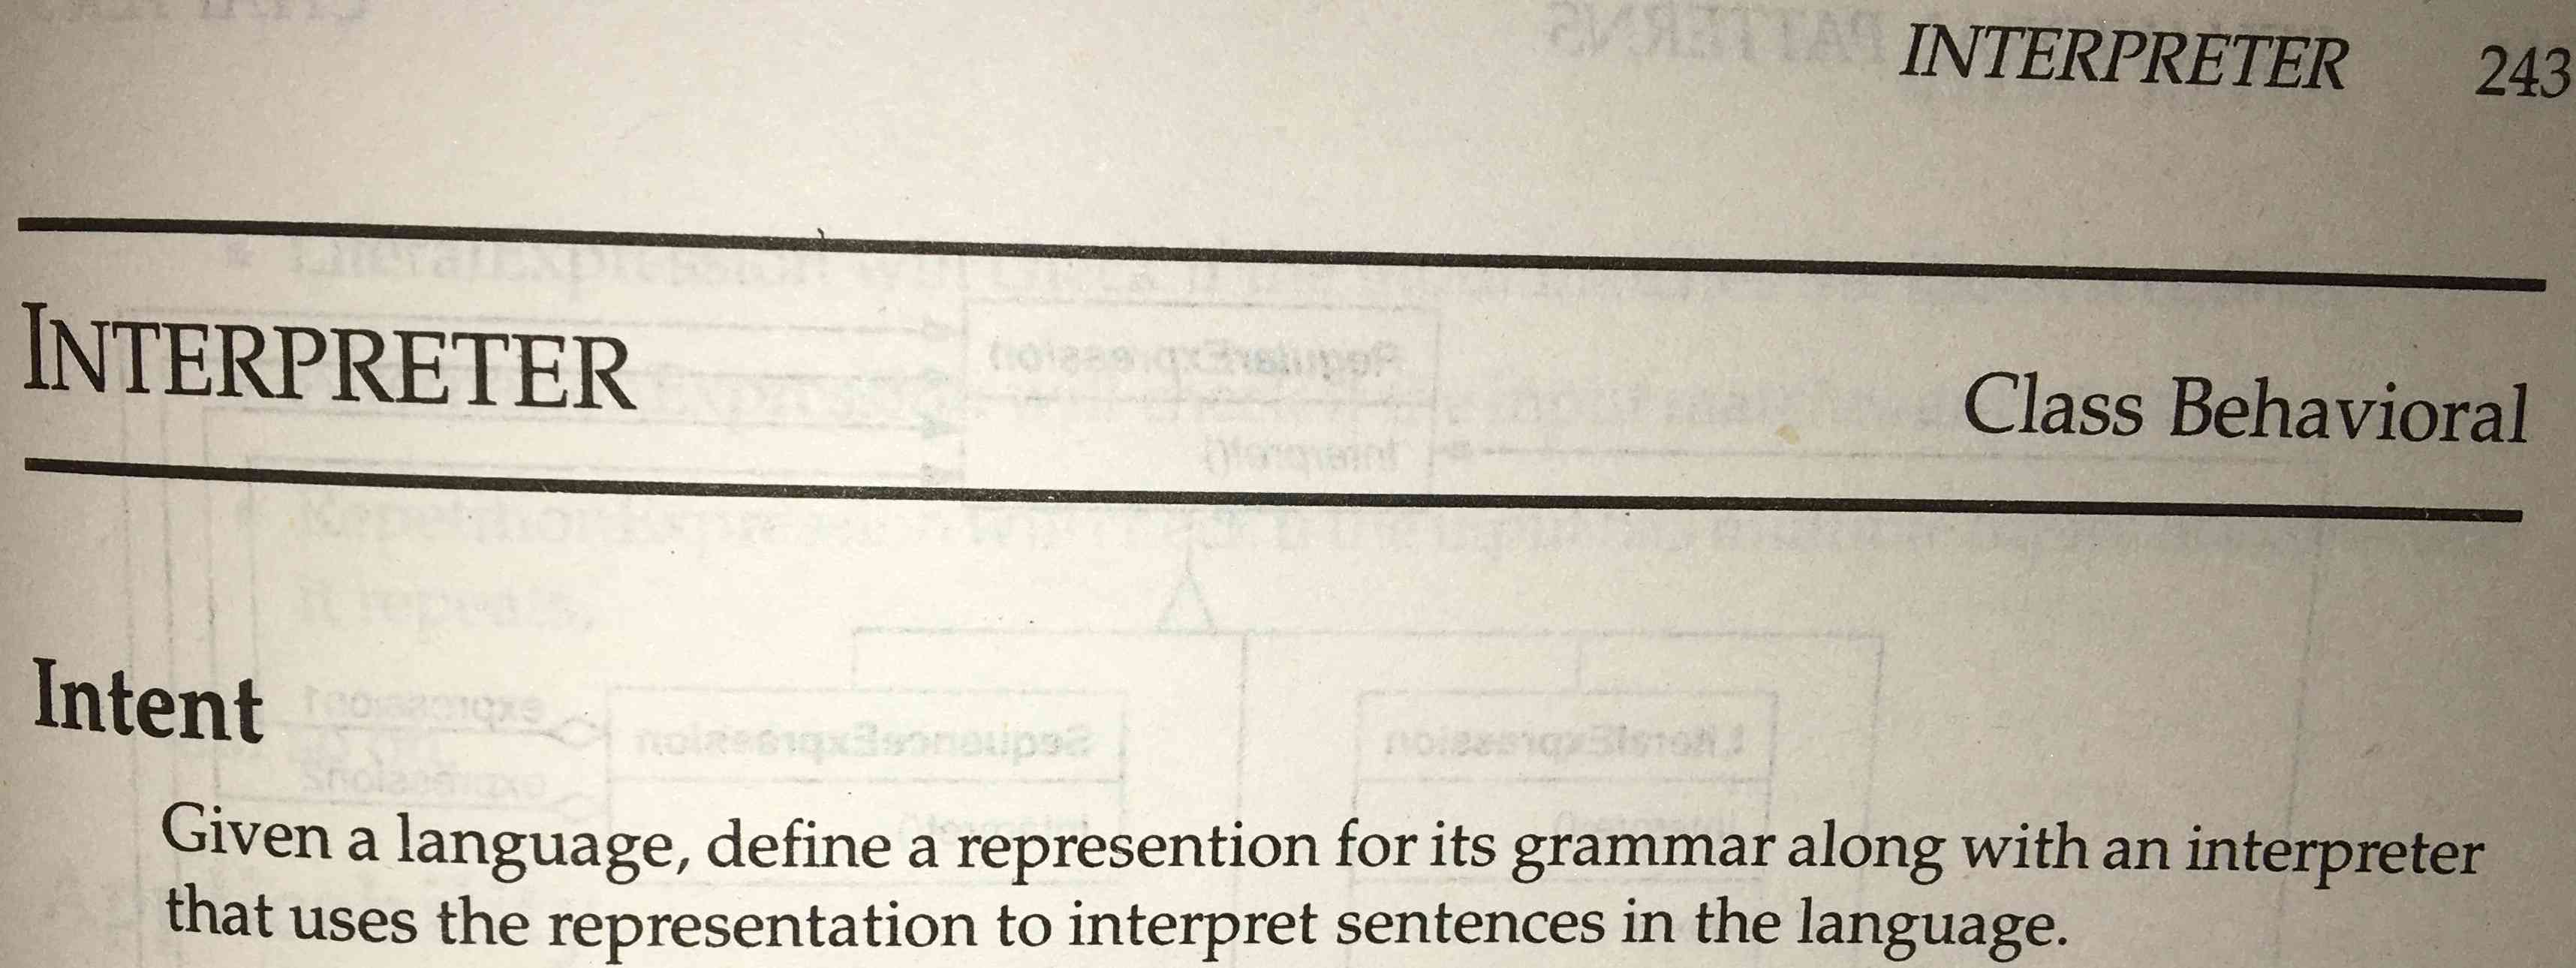 INTERPRETER 243
INTERPRETER
Class Behavioral
Intent
Given a language, define a represention for its grammar along with an interpreter
that uses the representation to interpret sentences in the language.